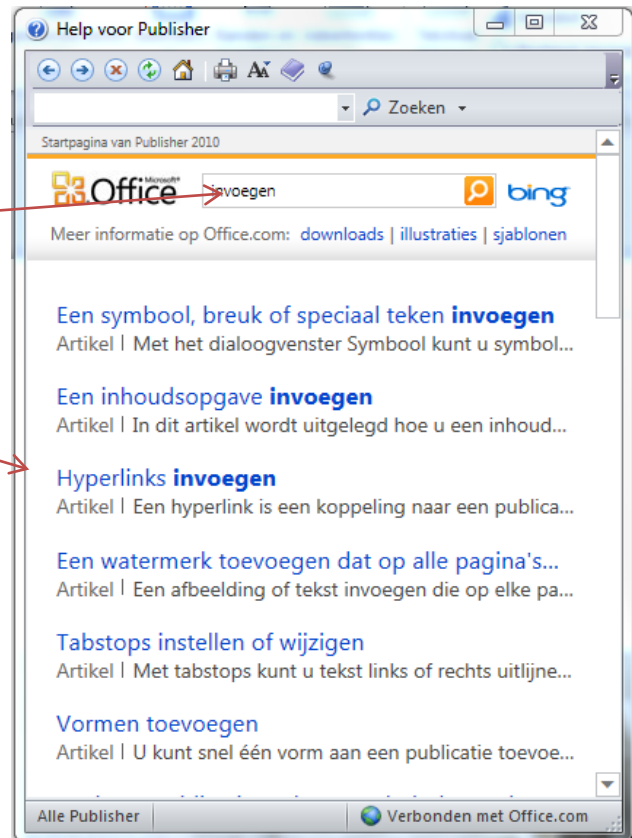 Help voor Publisher
Zoeken
Startpagina van Publisher 2010
Microsoft® Office invoegen bing
Meer informatie op Office.com: downloads | illustraties | sjablonen
Een symbool, breuk of speciaal teken invoegen
Artikel | Met het dialoogvenster Symbool kunt u symbol...
Een inhoudsopgave invoegen
Artikel | In dit artikel wordt uitgelegd hoe u een inhoud...
Hyperlinks invoegen
Artikel | Een hyperlink is een koppeling naar een publica...
Een watermerk toevoegen dat op alle pagina's...
Artikel | Een afbeelding of tekst invoegen die op elke pa...
Tabstops instellen of wijzigen
Artikel | Met tabstops kunt u tekst links of rechts uitlijne...
Vormen toevoegen
Artikel | U kunt snel één vorm aan een publicatie toevoe...
Alle Publisher Verbonden met Office.com